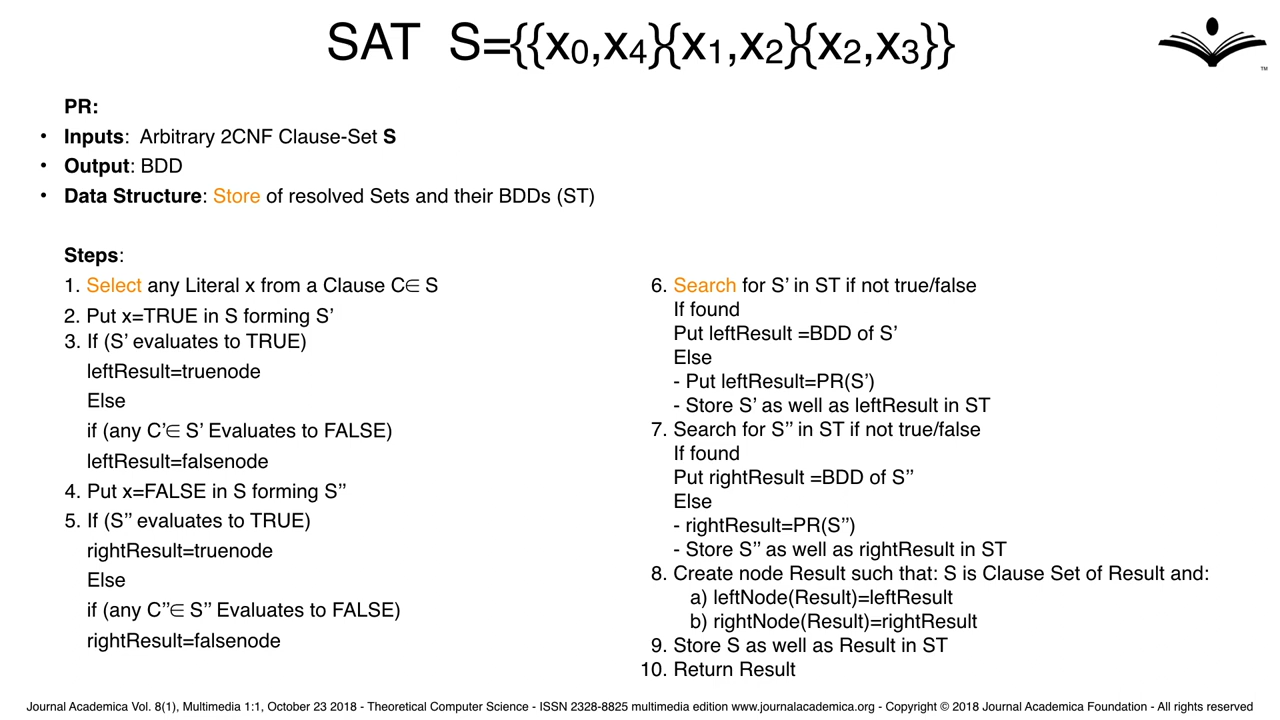 SAT S={{x₀,x₄}{x₁,x₂}{x₂,x₃}}
TM
PR:
• Inputs: Arbitrary 2CNF Clause-Set S
• Output: BDD
• Data Structure: Store of resolved Sets and their BDDs (ST)
Steps:
1. Select any Literal x from a Clause C∈ S
2. Put x=TRUE in S forming S’
3. If (S’ evaluates to TRUE)
leftResult=truenode
Else
if (any C’∈ S’ Evaluates to FALSE)
leftResult=falsenode
4. Put x=FALSE in S forming S’’
5. If (S’’ evaluates to TRUE)
rightResult=truenode
Else
if (any C’’∈ S’’ Evaluates to FALSE)
rightResult=falsenode
6. Search for S’ in ST if not true/false
If found
Put leftResult =BDD of S’
Else
- Put leftResult=PR(S’)
- Store S’ as well as leftResult in ST
7. Search for S’’ in ST if not true/false
If found
Put rightResult =BDD of S’’
Else
- rightResult=PR(S’’)
- Store S’’ as well as rightResult in ST
8. Create node Result such that: S is Clause Set of Result and:
a) leftNode(Result)=leftResult
b) rightNode(Result)=rightResult
9. Store S as well as Result in ST
10. Return Result
Journal Academica Vol. 8(1), Multimedia 1:1, October 23 2018 - Theoretical Computer Science - ISSN 2328-8825 multimedia edition www.journalacademica.org - Copyright © 2018 Journal Academica Foundation - All rights reserved